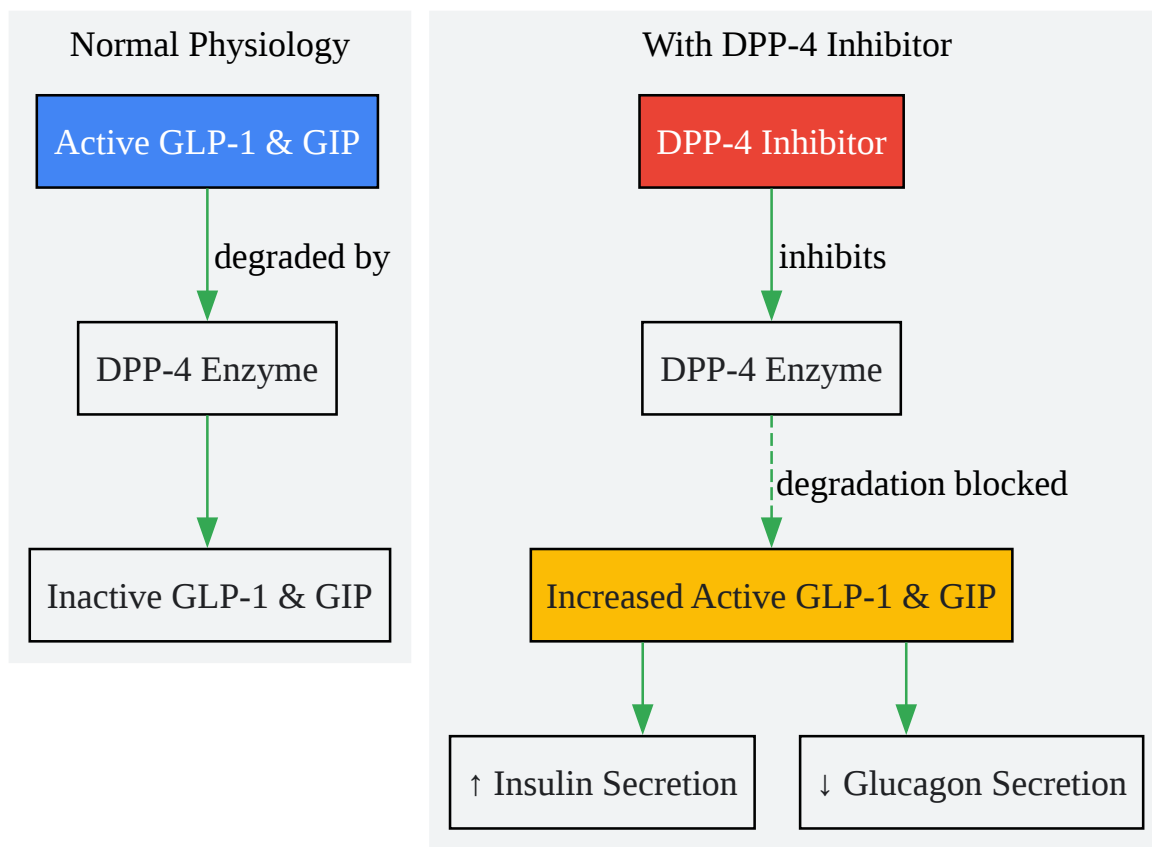 Normal Physiology
Active GLP-1 & GIP
degraded by
DPP-4 Enzyme
Inactive GLP-1 & GIP
With DPP-4 Inhibitor
DPP-4 Inhibitor
inhibits
DPP-4 Enzyme
degradation blocked
Increased Active GLP-1 & GIP
↑ Insulin Secretion
↓ Glucagon Secretion